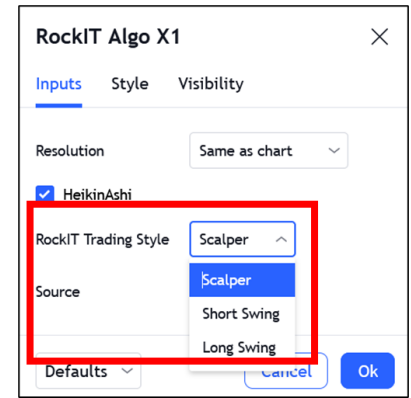 RockIT Algo X1
Inputs Style Visibility
Resolution Same as chart
HeikinAshi
RockIT Trading Style Scalper
Source Scalper
Short Swing
Long Swing
Defaults Cancel Ok